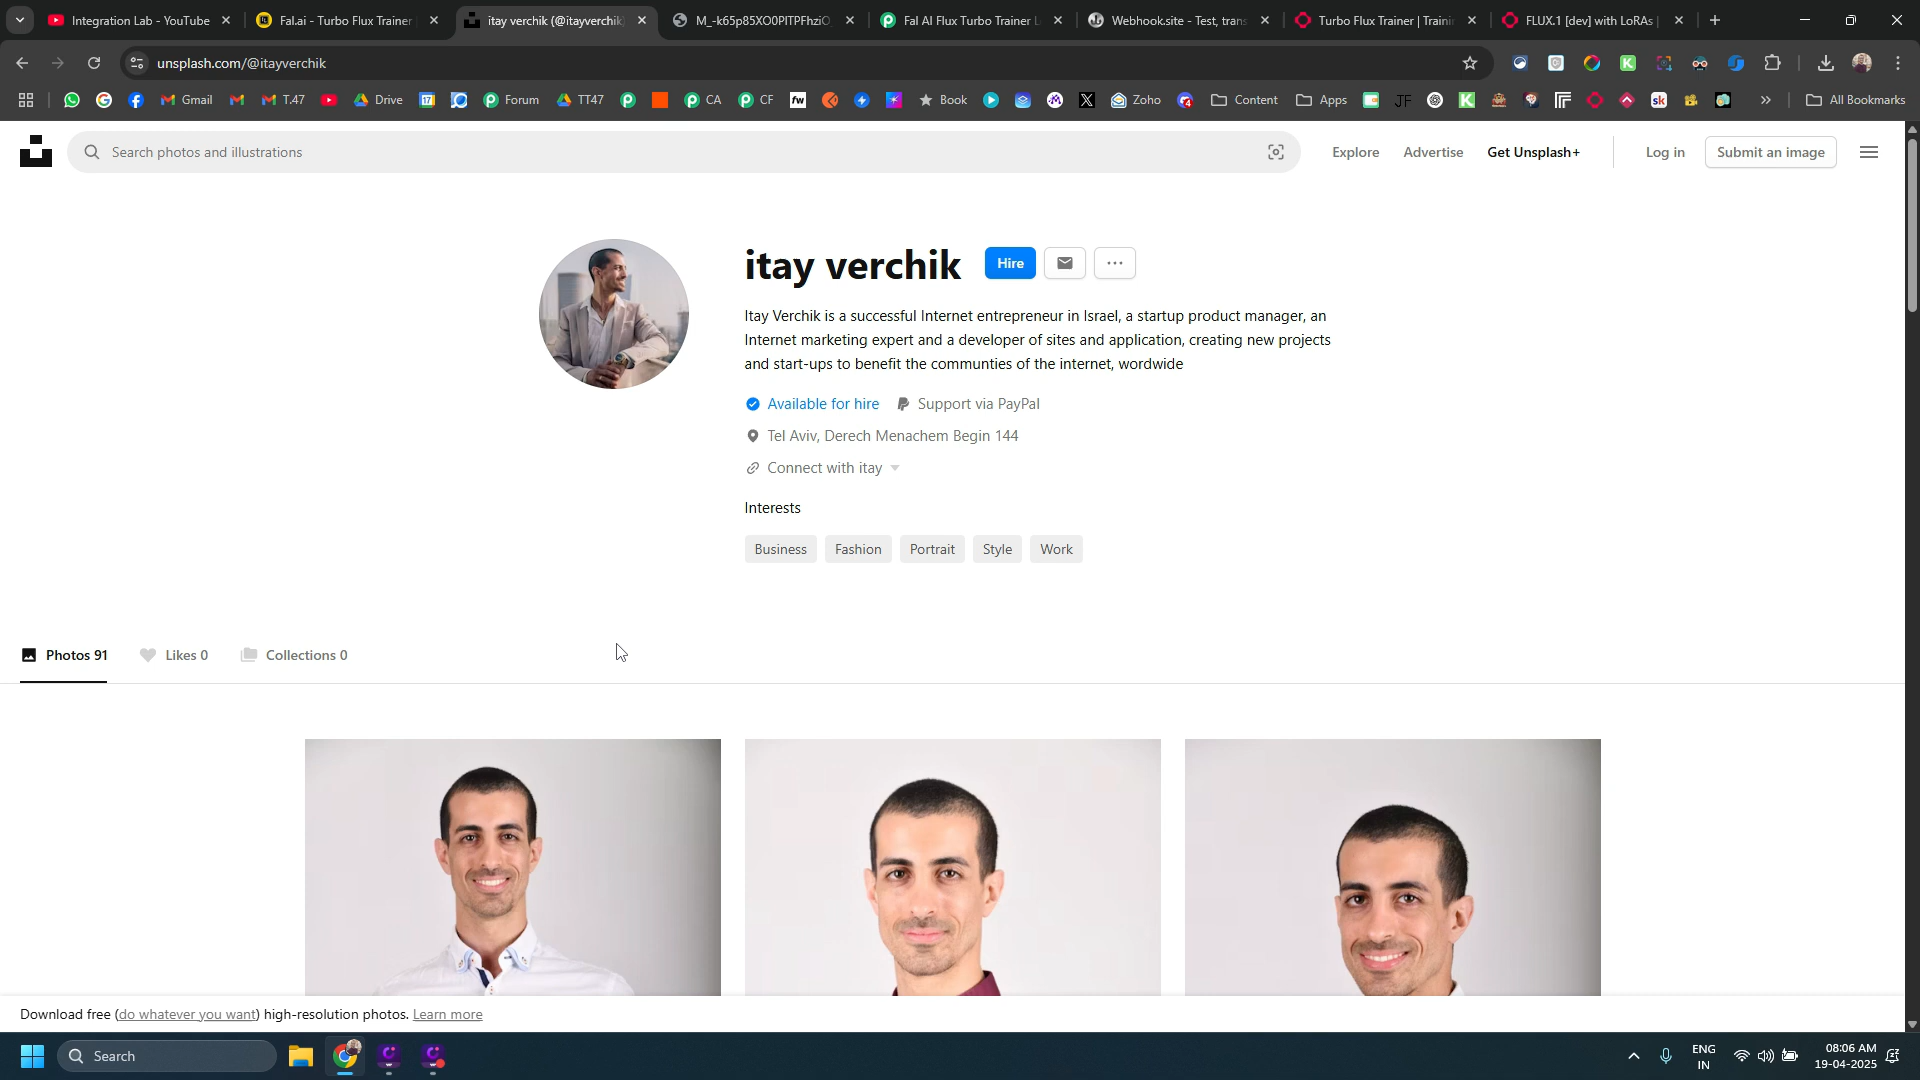 Integration Lab - YouTube
Fal.ai - Turbo Flux Trainer
itay verchik (@itayverchik)
M_-k65p85XO0PITPFhziO
Fal AI Flux Turbo Trainer L
Webhook.site - Test, trans
Turbo Flux Trainer | Traini
FLUX.1 [dev] with LoRAs |
unsplash.com/@itayverchik
Gmail
T.47
Drive
Forum
TT47
CA
CF
Book
Zoho
Content
Apps
All Bookmarks
Search photos and illustrations
Explore
Advertise
Get Unsplash+
Log in
Submit an image
itay verchik
Hire
Itay Verchik is a successful Internet entrepreneur in Israel, a startup product manager, an
Internet marketing expert and a developer of sites and application, creating new projects
and start-ups to benefit the communties of the internet, wordwide
Available for hire
Support via PayPal
Tel Aviv, Derech Menachem Begin 144
Connect with itay
Interests
Business
Fashion
Portrait
Style
Work
Photos 91
Likes 0
Collections 0
Download free (do whatever you want) high-resolution photos. Learn more
Search
ENG
IN
08:06 AM
19-04-2025